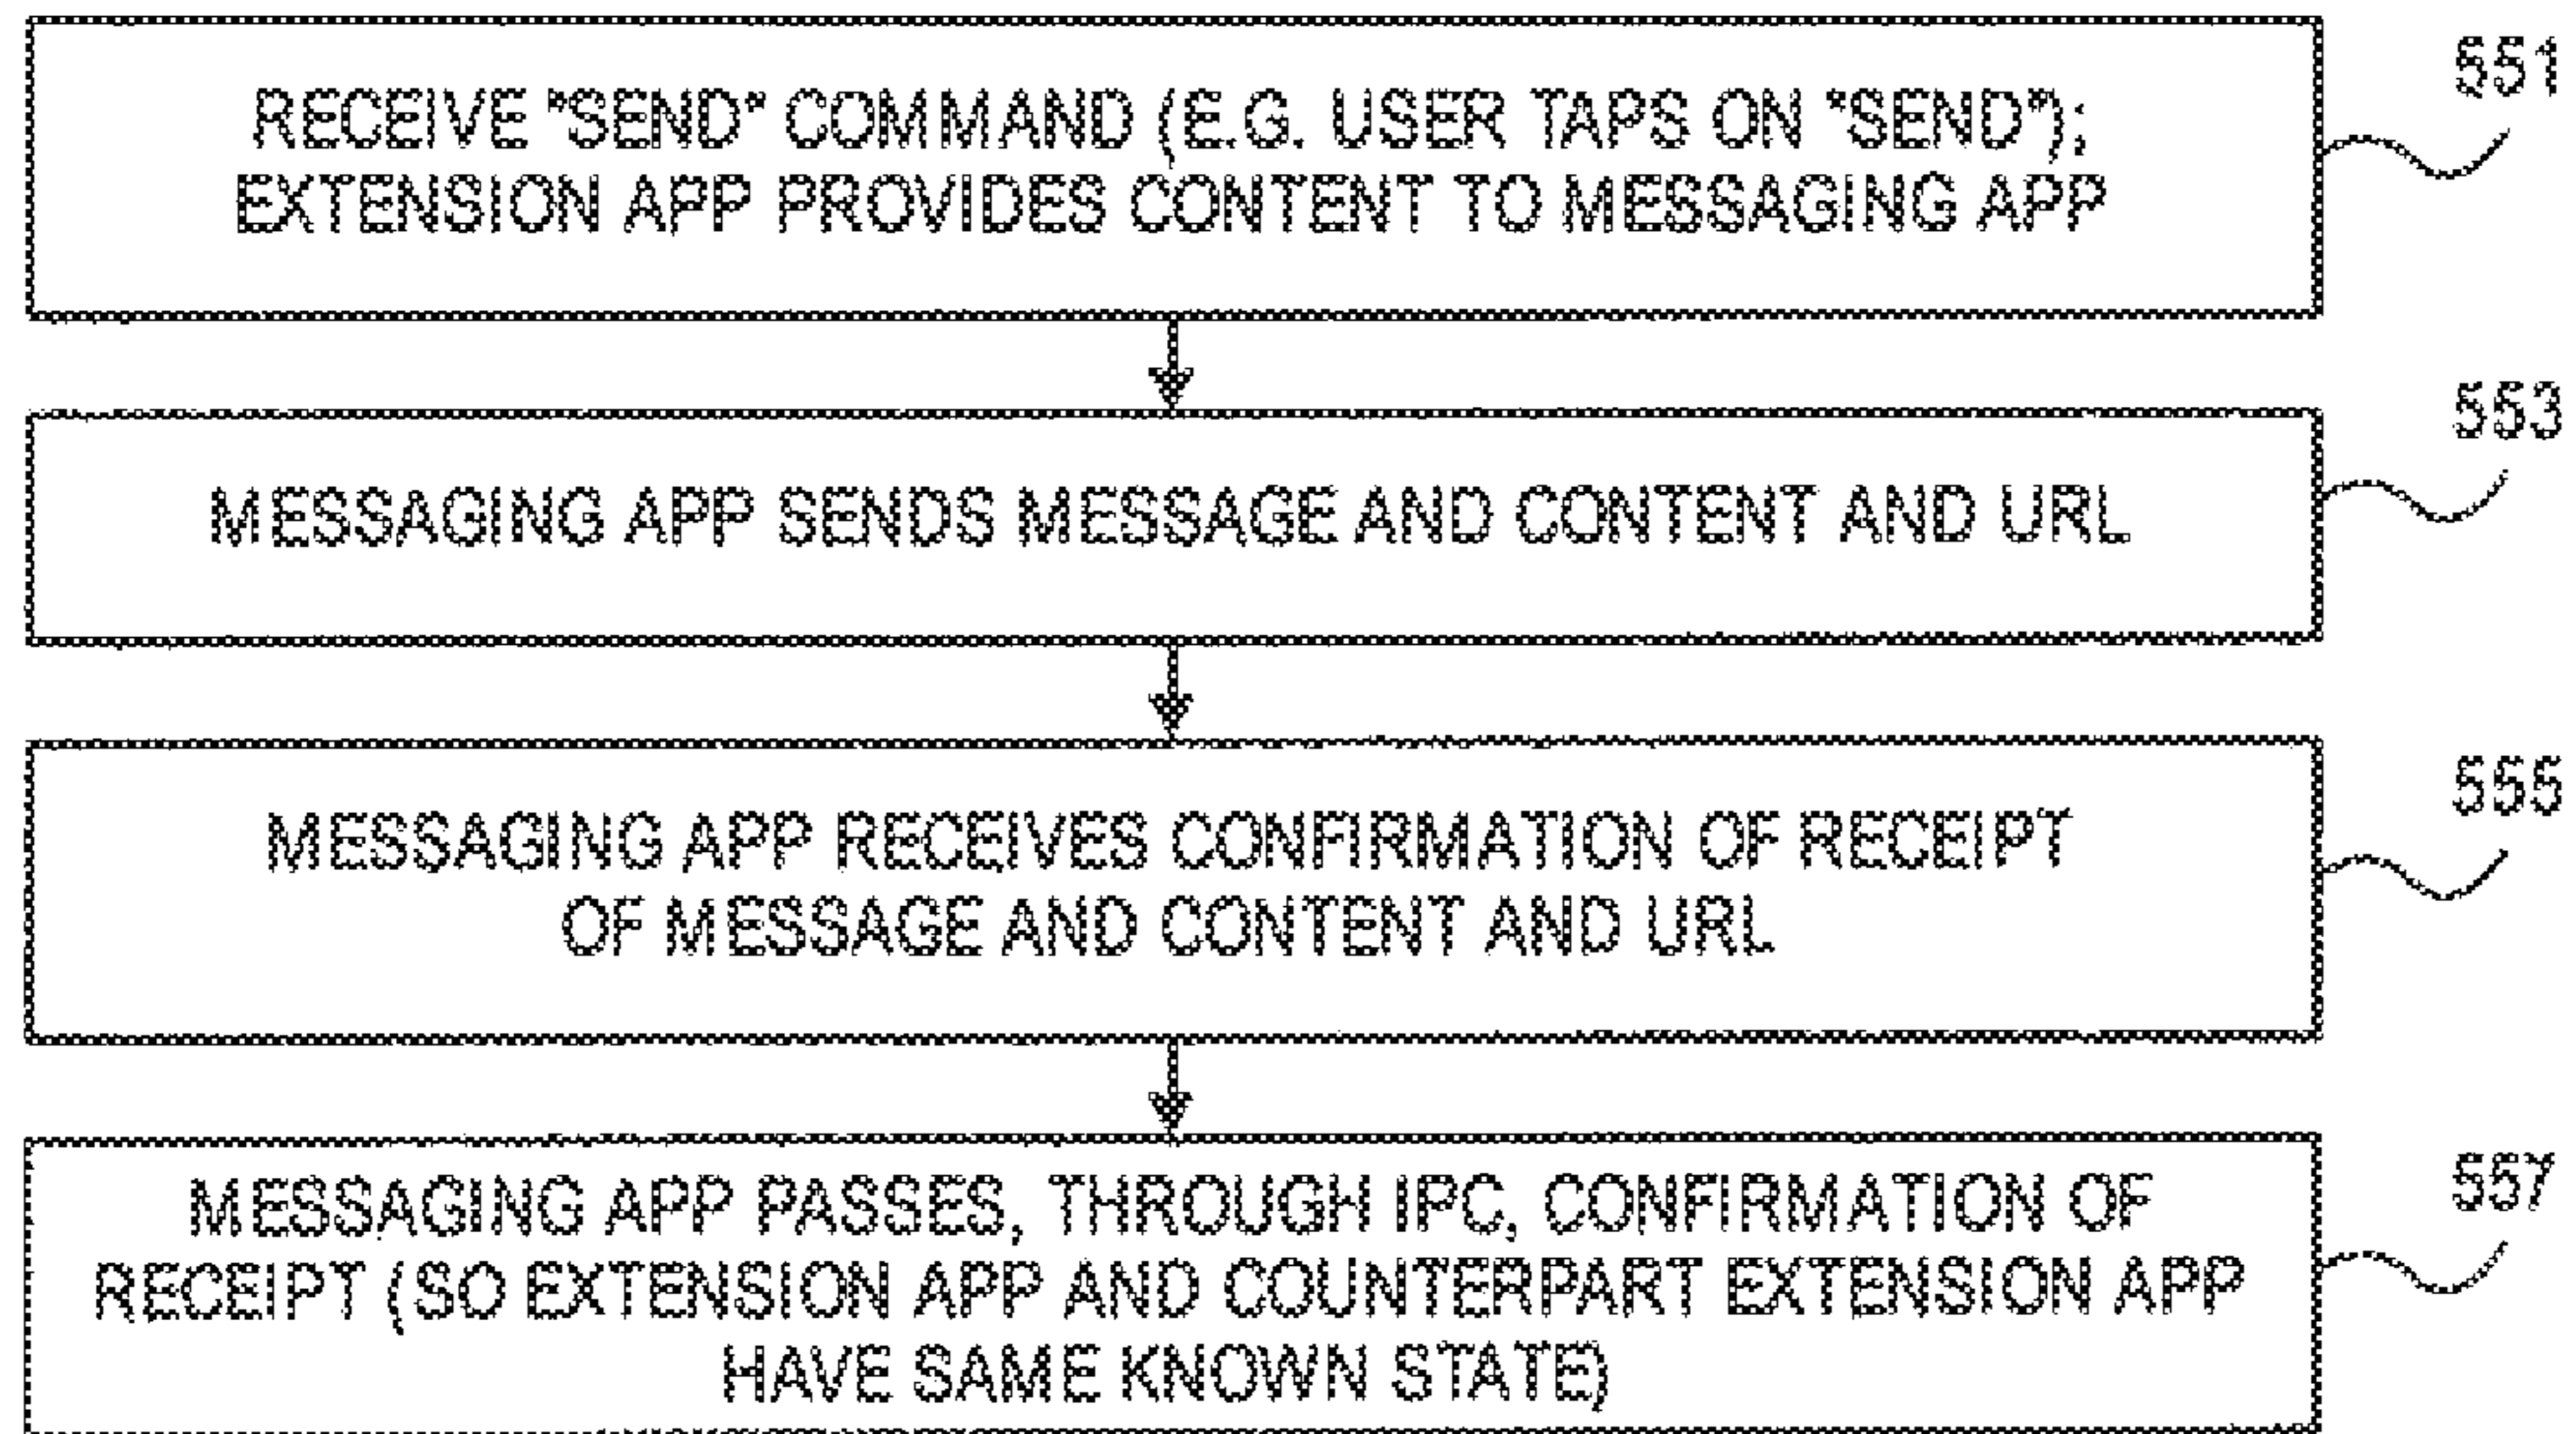 RECEIVE "SEND" COMMAND (E.G. USER TAPS ON "SEND");
EXTENSION APP PROVIDES CONTENT TO MESSAGING APP
551
MESSAGING APP SENDS MESSAGE AND CONTENT AND URL
553
MESSAGING APP RECEIVES CONFIRMATION OF RECEIPT
OF MESSAGE AND CONTENT AND URL
555
MESSAGING APP PASSES, THROUGH IPC, CONFIRMATION OF
RECEIPT (SO EXTENSION APP AND COUNTERPART EXTENSION APP
HAVE SAME KNOWN STATE)
557